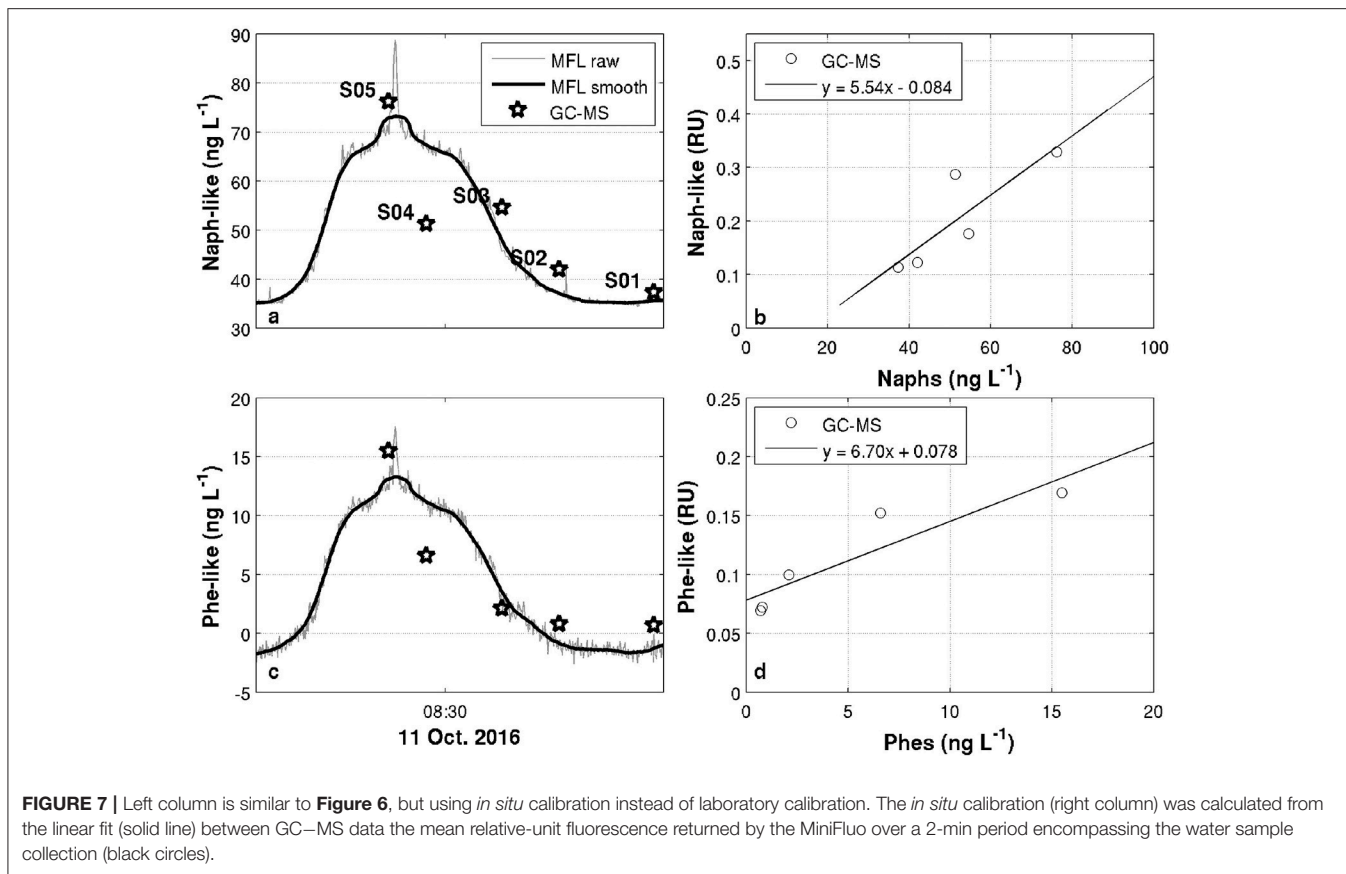 90
80
70
60
50
40
30
Naph-like (ng L⁻¹)
MFL raw
MFL smooth
GC-MS
S05
S04
S03
S02
S01
a
0.5
0.4
0.3
0.2
0.1
0
Naph-like (RU)
GC-MS
y = 5.54x - 0.084
b
0 20 40 60 80 100
Naphs (ng L⁻¹)
20
15
10
5
0
-5
Phe-like (ng L⁻¹)
c
08:30
11 Oct. 2016
0.25
0.2
0.15
0.1
0.05
0
Phe-like (RU)
GC-MS
y = 6.70x + 0.078
d
0 5 10 15 20
Phes (ng L⁻¹)
FIGURE 7 | Left column is similar to Figure 6, but using in situ calibration instead of laboratory calibration. The in situ calibration (right column) was calculated from
the linear fit (solid line) between GC–MS data the mean relative-unit fluorescence returned by the MiniFluo over a 2-min period encompassing the water sample
collection (black circles).